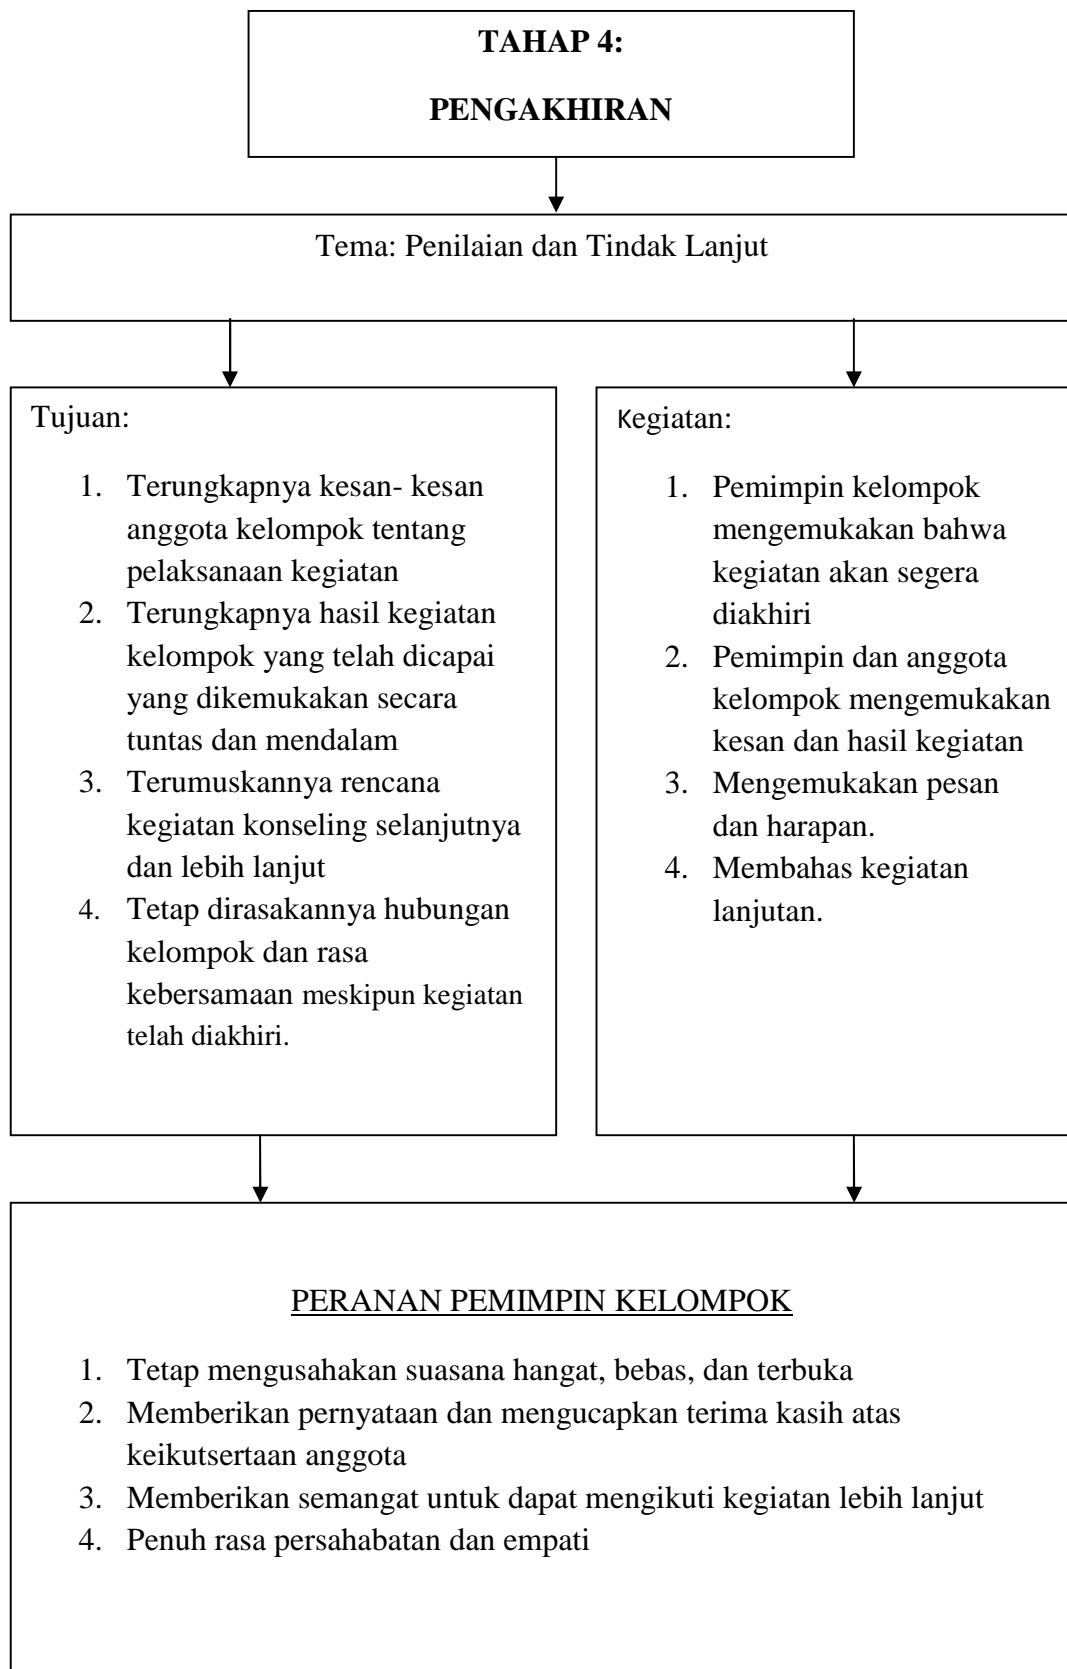 TAHAP 4:
PENGAKHIRAN
Tema: Penilaian dan Tindak Lanjut
Tujuan:
1. Terungkapnya kesan- kesan
anggota kelompok tentang
pelaksanaan kegiatan
2. Terungkapnya hasil kegiatan
kelompok yang telah dicapai
yang dikemukakan secara
tuntas dan mendalam
3. Terumuskannya rencana
kegiatan konseling selanjutnya
dan lebih lanjut
4. Tetap dirasakannya hubungan
kelompok dan rasa
kebersamaan meskipun kegiatan
telah diakhiri.
Kegiatan:
1. Pemimpin kelompok
mengemukakan bahwa
kegiatan akan segera
diakhiri
2. Pemimpin dan anggota
kelompok mengemukakan
kesan dan hasil kegiatan
3. Mengemukakan pesan
dan harapan.
4. Membahas kegiatan
lanjutan.
PERANAN PEMIMPIN KELOMPOK
1. Tetap mengusahakan suasana hangat, bebas, dan terbuka
2. Memberikan pernyataan dan mengucapkan terima kasih atas
keikutsertaan anggota
3. Memberikan semangat untuk dapat mengikuti kegiatan lebih lanjut
4. Penuh rasa persahabatan dan empati